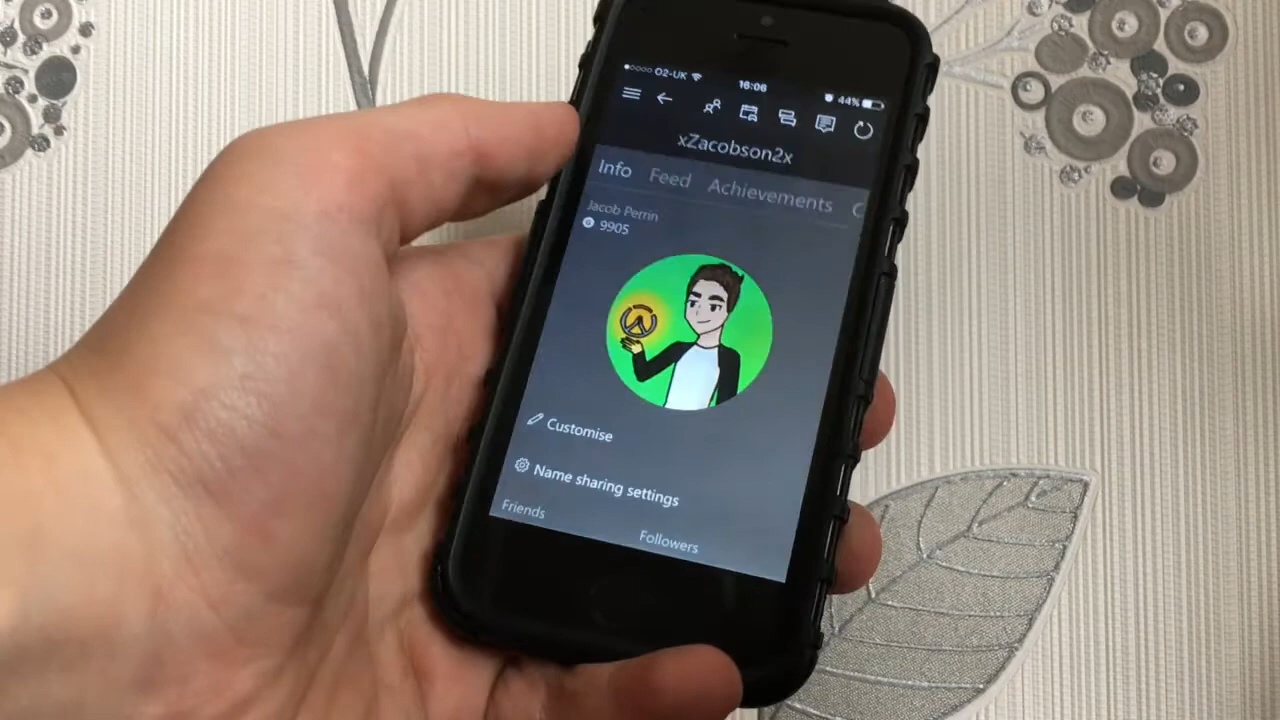 O2-UK 16:06 44%
xZacobson2x
Info Feed Achievements
Jacob Perrin
9905
Customise
Name sharing settings
Friends
Followers